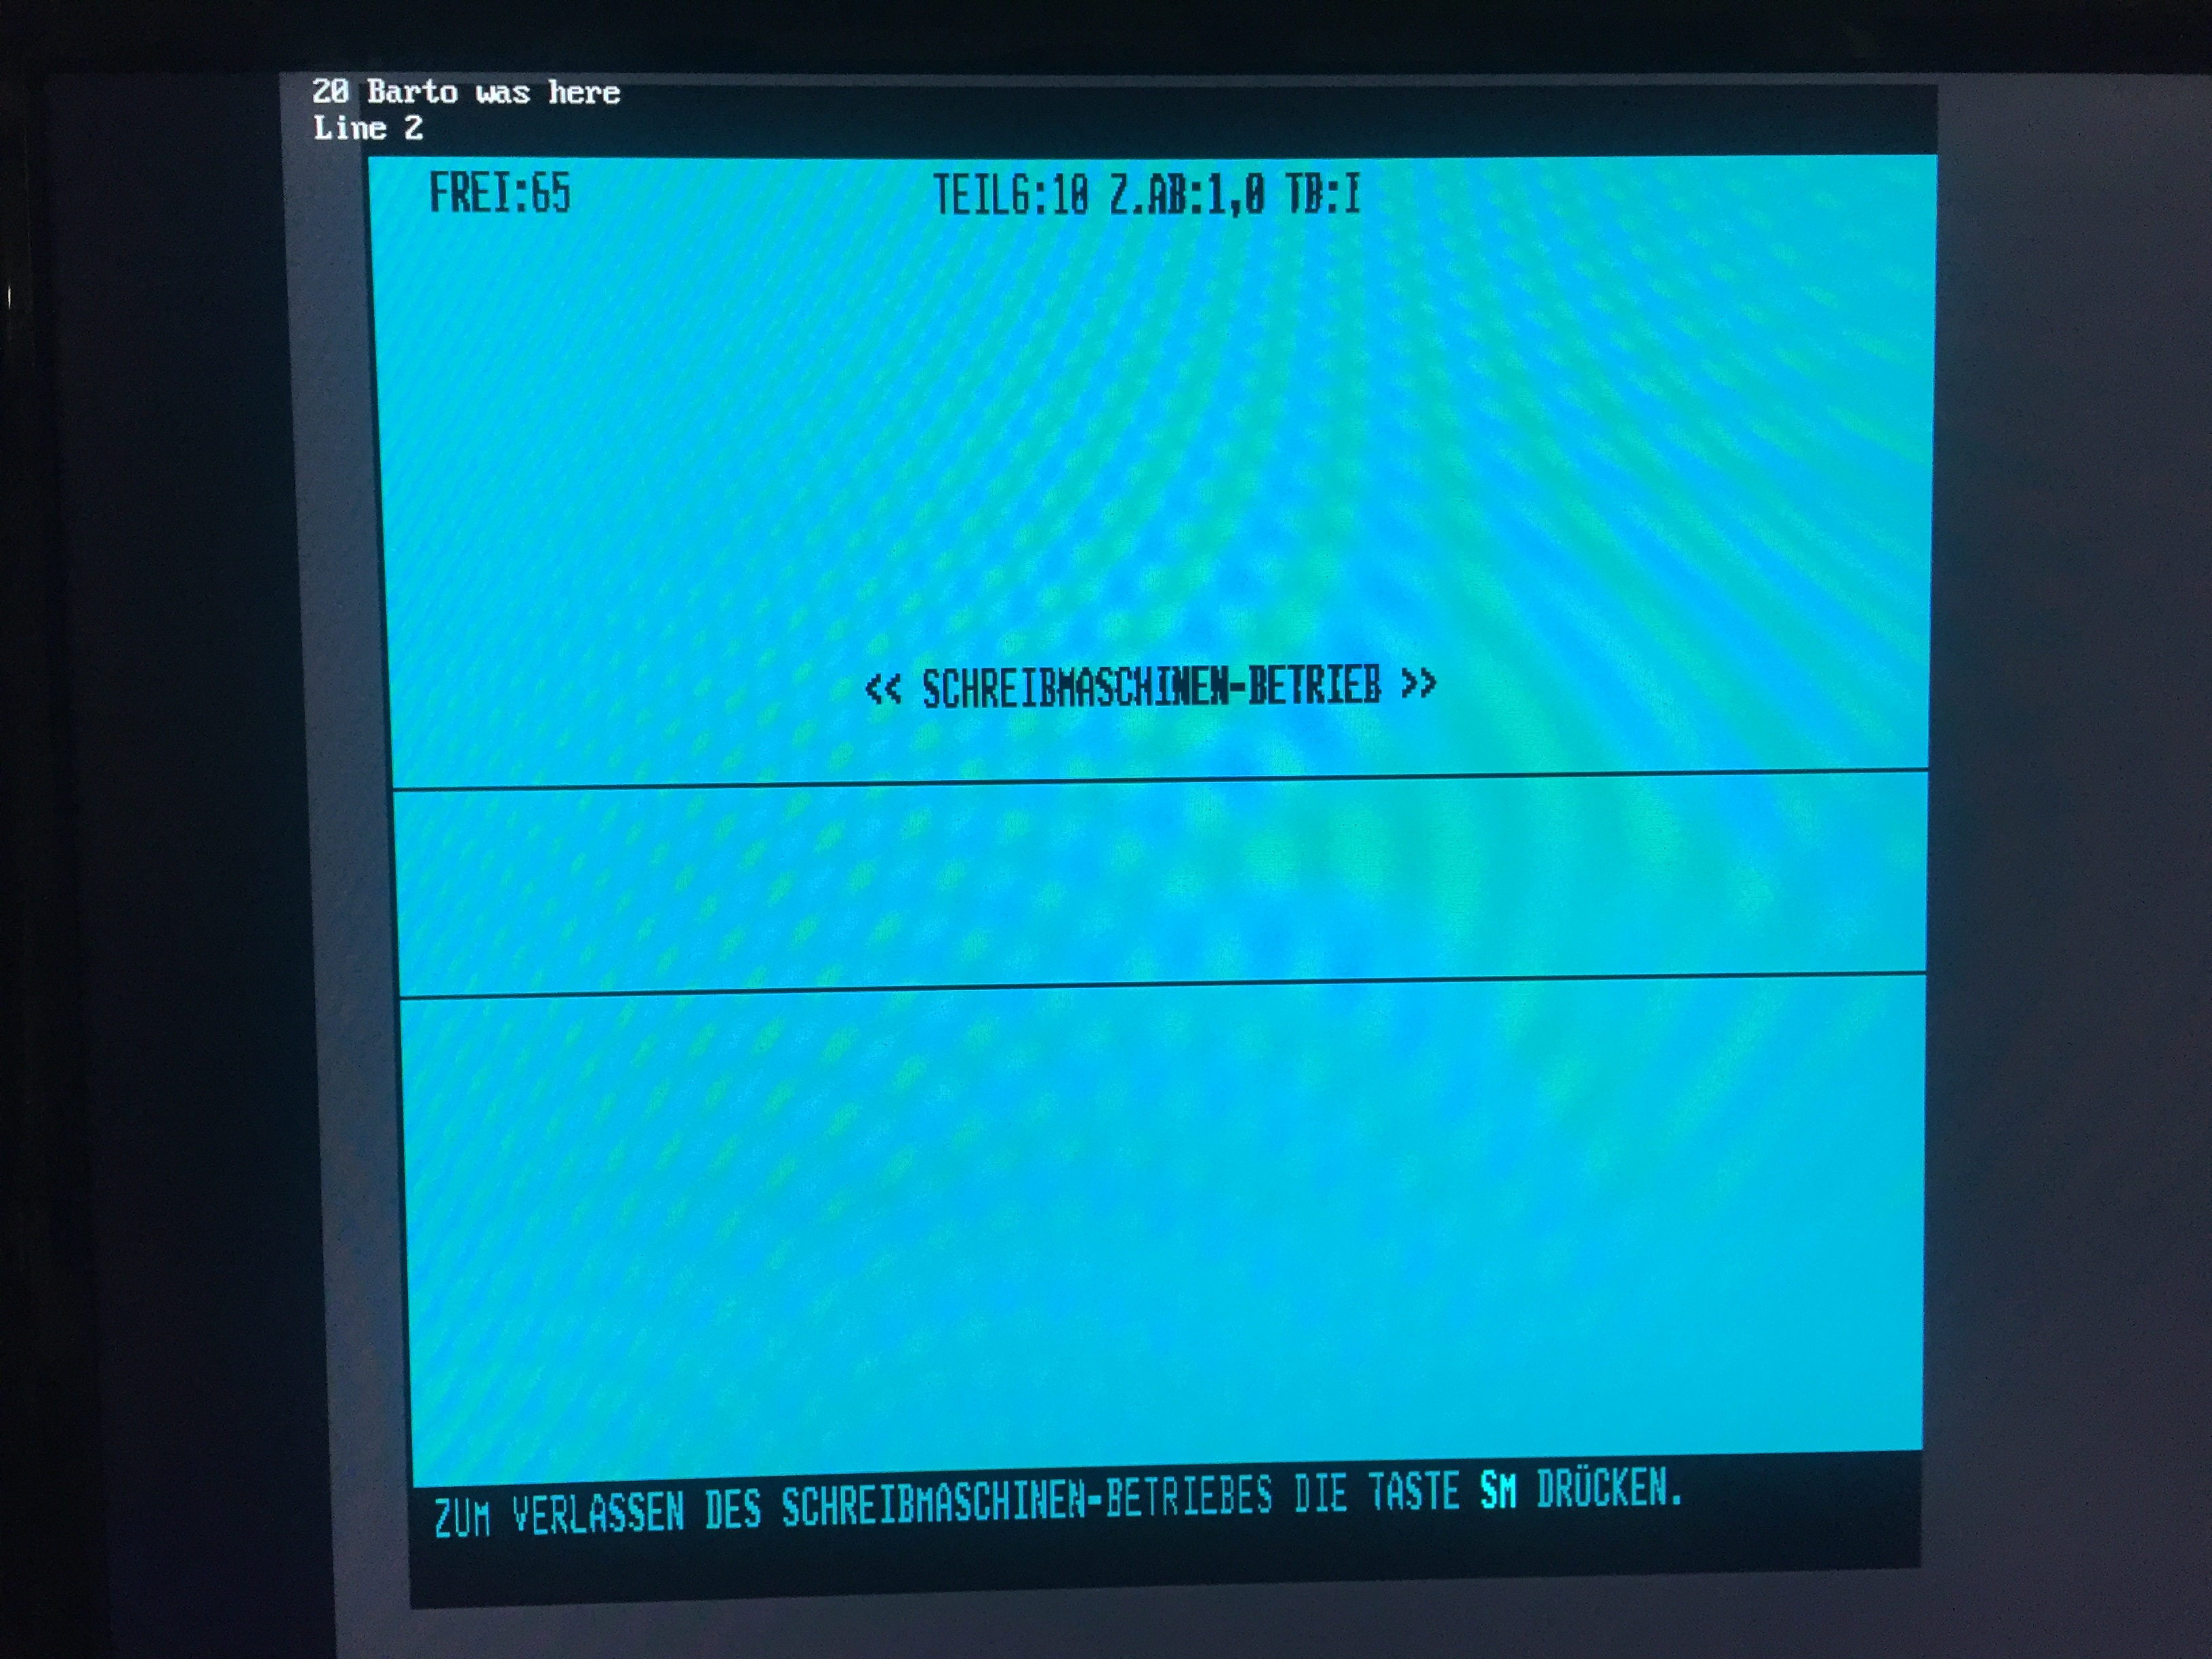 20 Barto was here
Line 2
FREI:65 TEIL6:10 Z.AB:1,0 TB:I
<< SCHREIBMASCHINEN-BETRIEB >>
ZUM VERLASSEN DES SCHREIBMASCHINEN-BETRIEBES DIE TASTE SM DRÜCKEN.